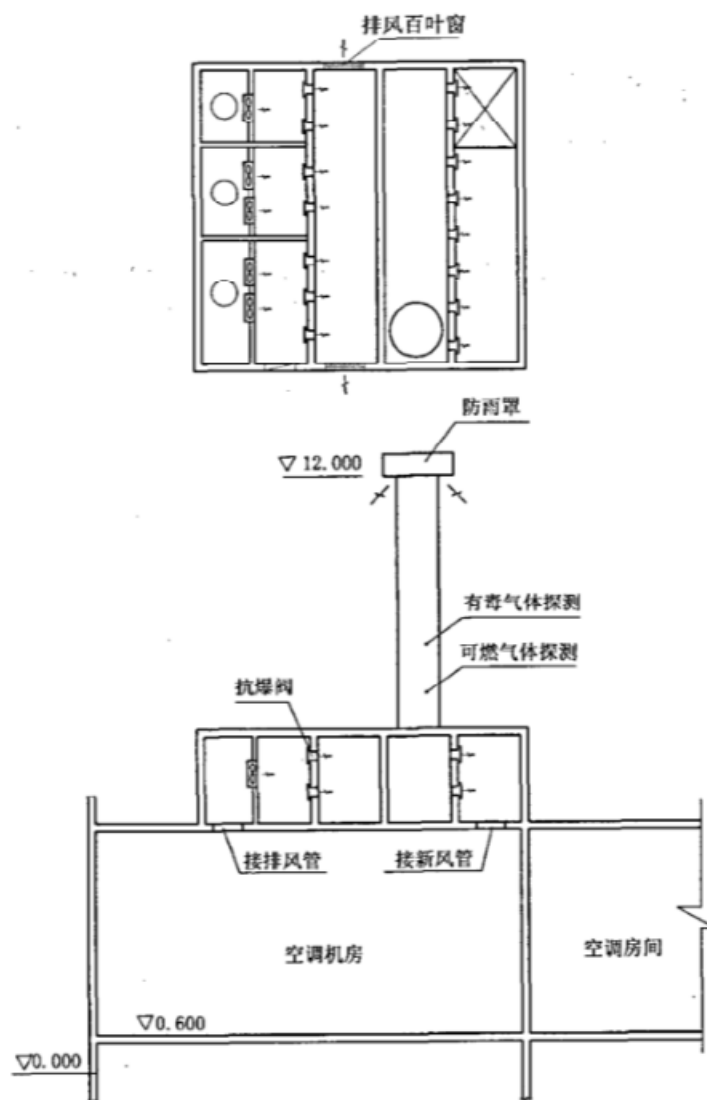 排风百叶窗
防雨罩
▽12.000
有毒气体探测
可燃气体探测
抗爆阀
接排风管
接新风管
空调机房
空调房间
▽0.600
▽0.000